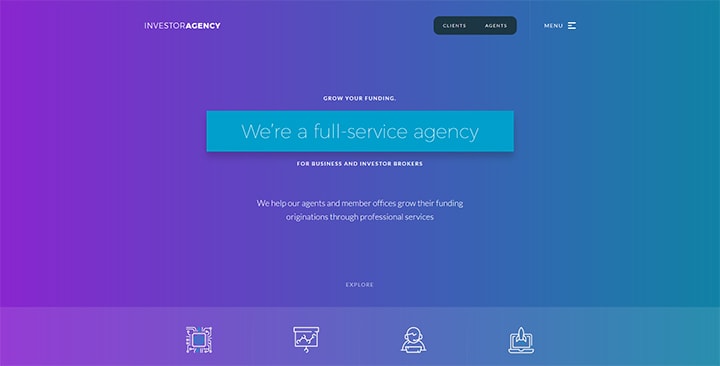 INVESTORAGENCY
CLIENTS AGENTS
MENU
GROW YOUR FUNDING.
We're a full-service agency
FOR BUSINESS AND INVESTOR BROKERS
We help our agents and member offices grow their funding
originations through professional services
EXPLORE